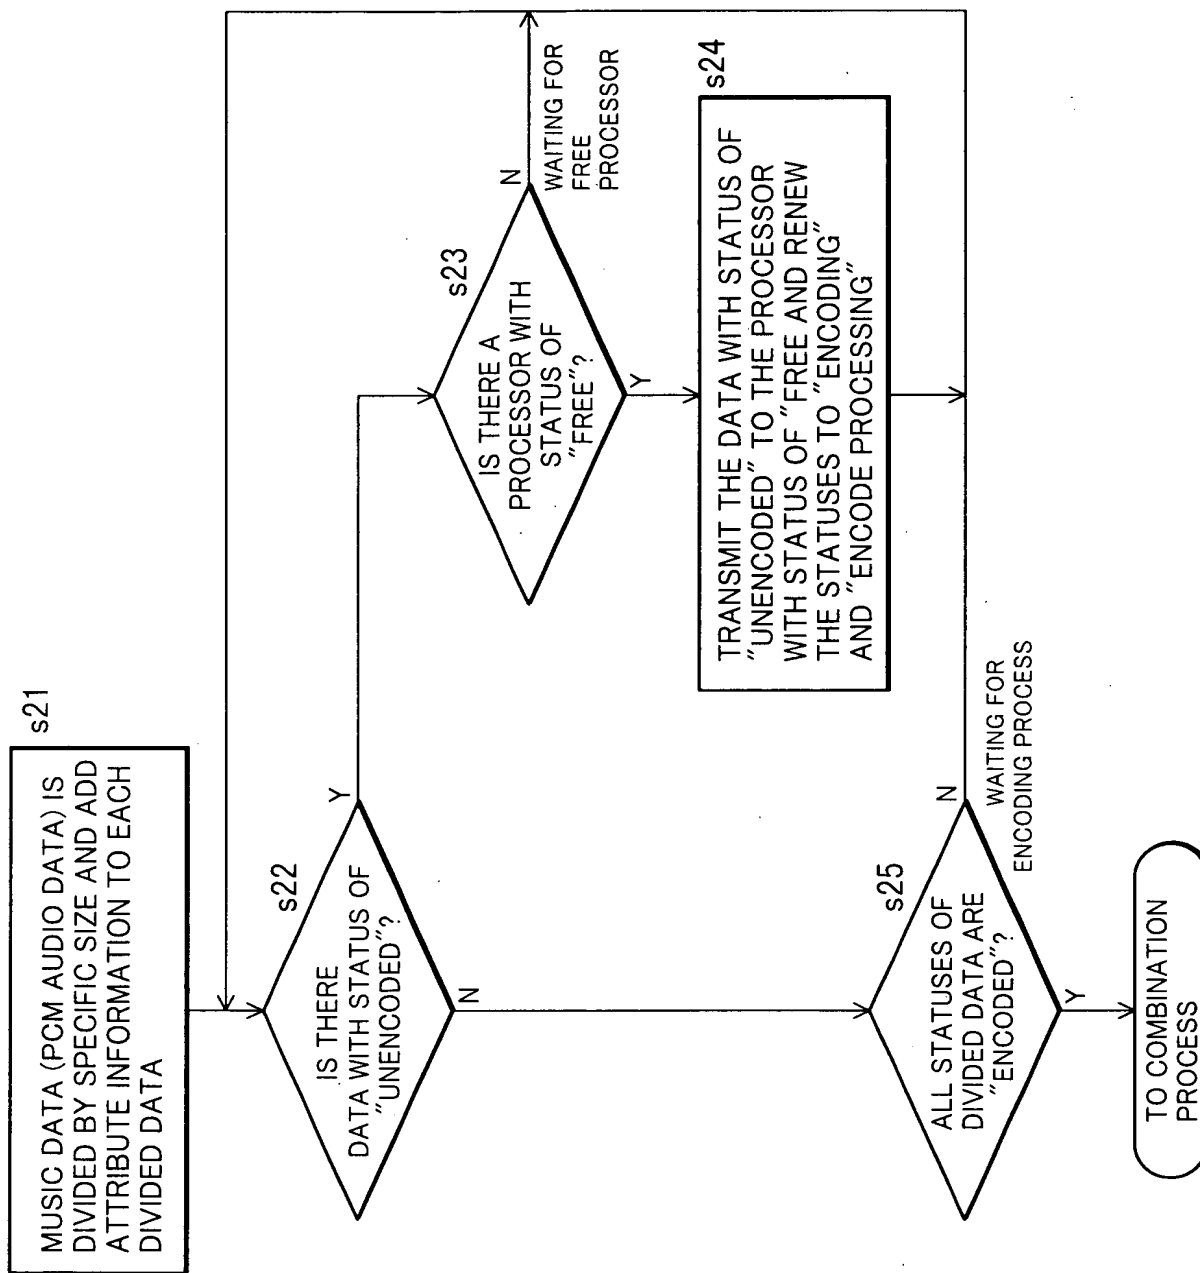 s21
MUSIC DATA (PCM AUDIO DATA) IS
DIVIDED BY SPECIFIC SIZE AND ADD
ATTRIBUTE INFORMATION TO EACH
DIVIDED DATA
s22
IS THERE
DATA WITH STATUS OF
"UNENCODED"?
Y
N
s23
IS THERE A
PROCESSOR WITH
STATUS OF
"FREE"?
N
WAITING FOR
FREE
PROCESSOR
Y
s24
TRANSMIT THE DATA WITH STATUS OF
"UNENCODED" TO THE PROCESSOR
WITH STATUS OF "FREE AND RENEW
THE STATUSES TO "ENCODING"
AND "ENCODE PROCESSING"
s25
ALL STATUSES OF
DIVIDED DATA ARE
"ENCODED"?
N
WAITING FOR
ENCODING PROCESS
Y
TO COMBINATION
PROCESS